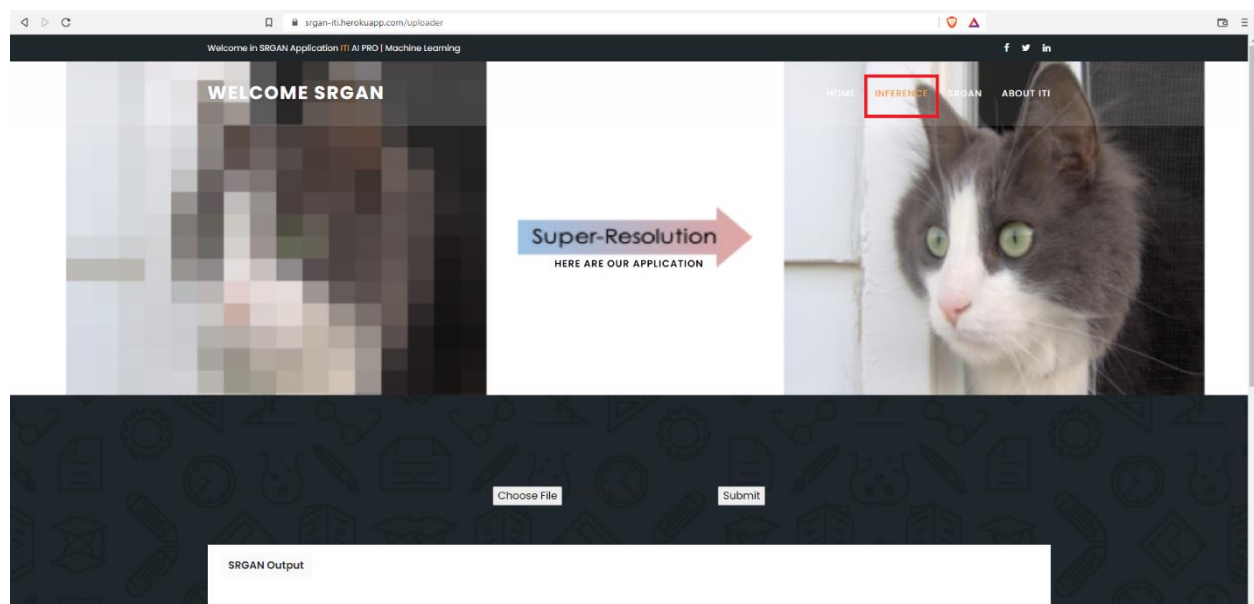 srgan-iti.herokuapp.com/uploader
Welcome in SRGAN Application ITI AI PRO | Machine Learning
f in
WELCOME SRGAN
HOME INFERENCE SRGAN ABOUT ITI
Super-Resolution
HERE ARE OUR APPLICATION
Choose File Submit
SRGAN Output